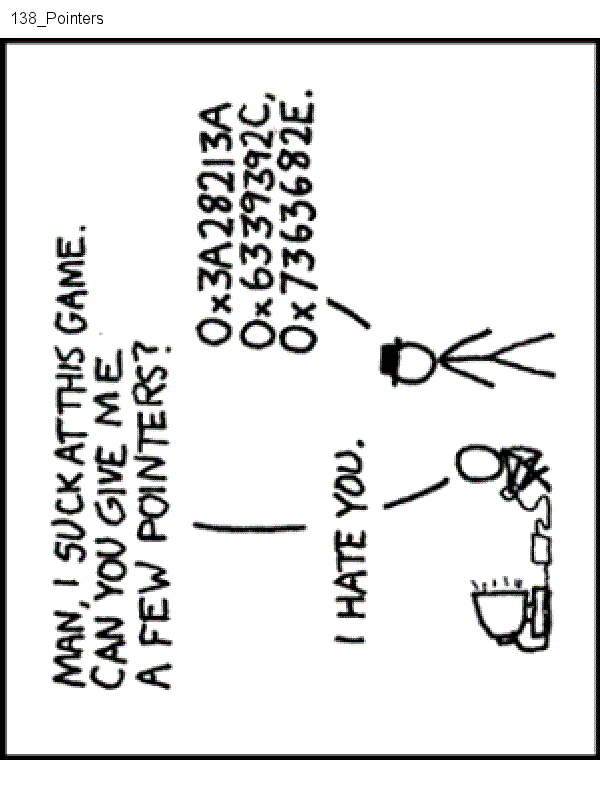 138_Pointers
MAN, I SUCK AT THIS GAME.
CAN YOU GIVE ME
A FEW POINTERS?
0x3A28213A
0x6339392C,
0x7363682E.
I HATE YOU.